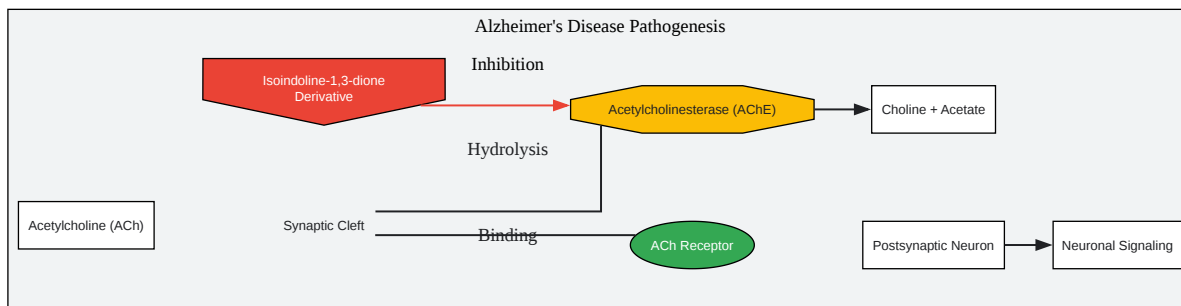 Alzheimer's Disease Pathogenesis
Inhibition
Isoindoline-1,3-dione
Derivative
Acetylcholinesterase (AChE)
Choline + Acetate
Hydrolysis
Acetylcholine (ACh)
Synaptic Cleft
Binding
ACh Receptor
Postsynaptic Neuron
Neuronal Signaling